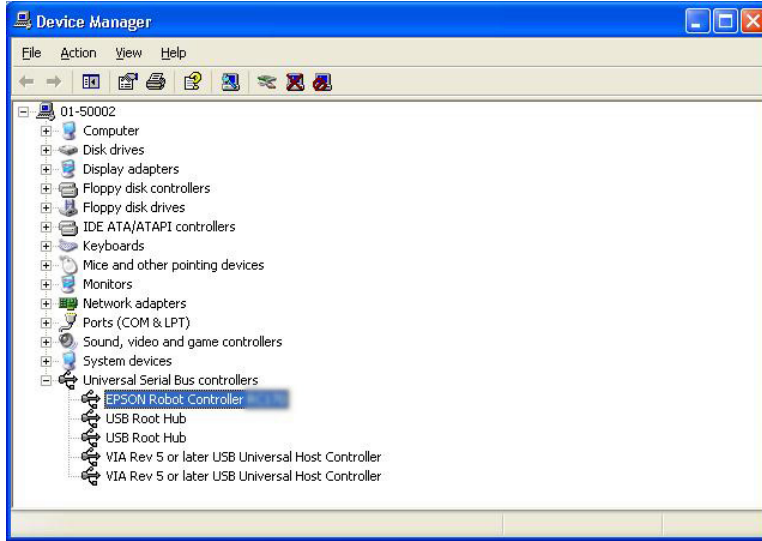 Device Manager
File Action View Help
01-50002
Computer
Disk drives
Display adapters
Floppy disk controllers
Floppy disk drives
IDE ATA/ATAPI controllers
Keyboards
Mice and other pointing devices
Monitors
Network adapters
Ports (COM & LPT)
Sound, video and game controllers
System devices
Universal Serial Bus controllers
EPSON Robot Controller
USB Root Hub
USB Root Hub
VIA Rev 5 or later USB Universal Host Controller
VIA Rev 5 or later USB Universal Host Controller